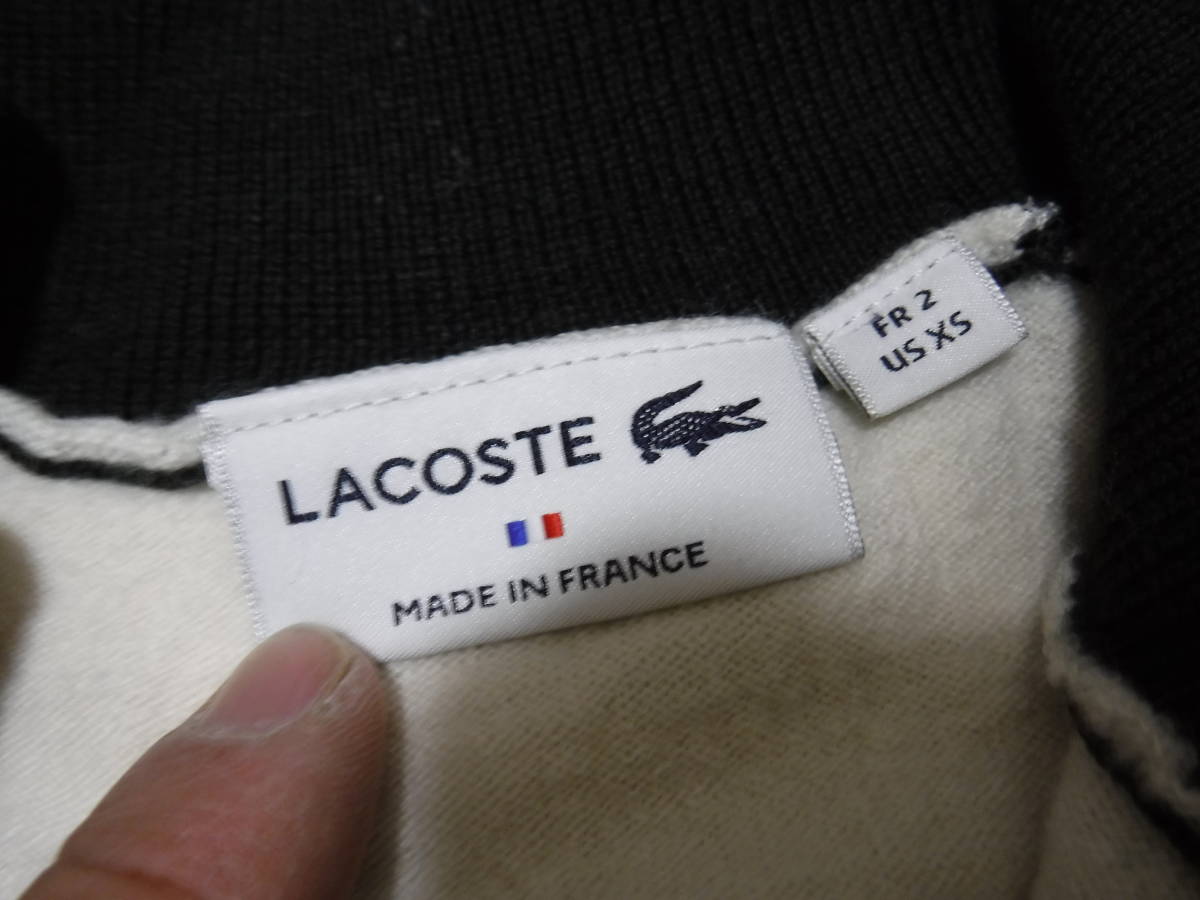 LACOSTE
MADE IN FRANCE
FR 2
US XS